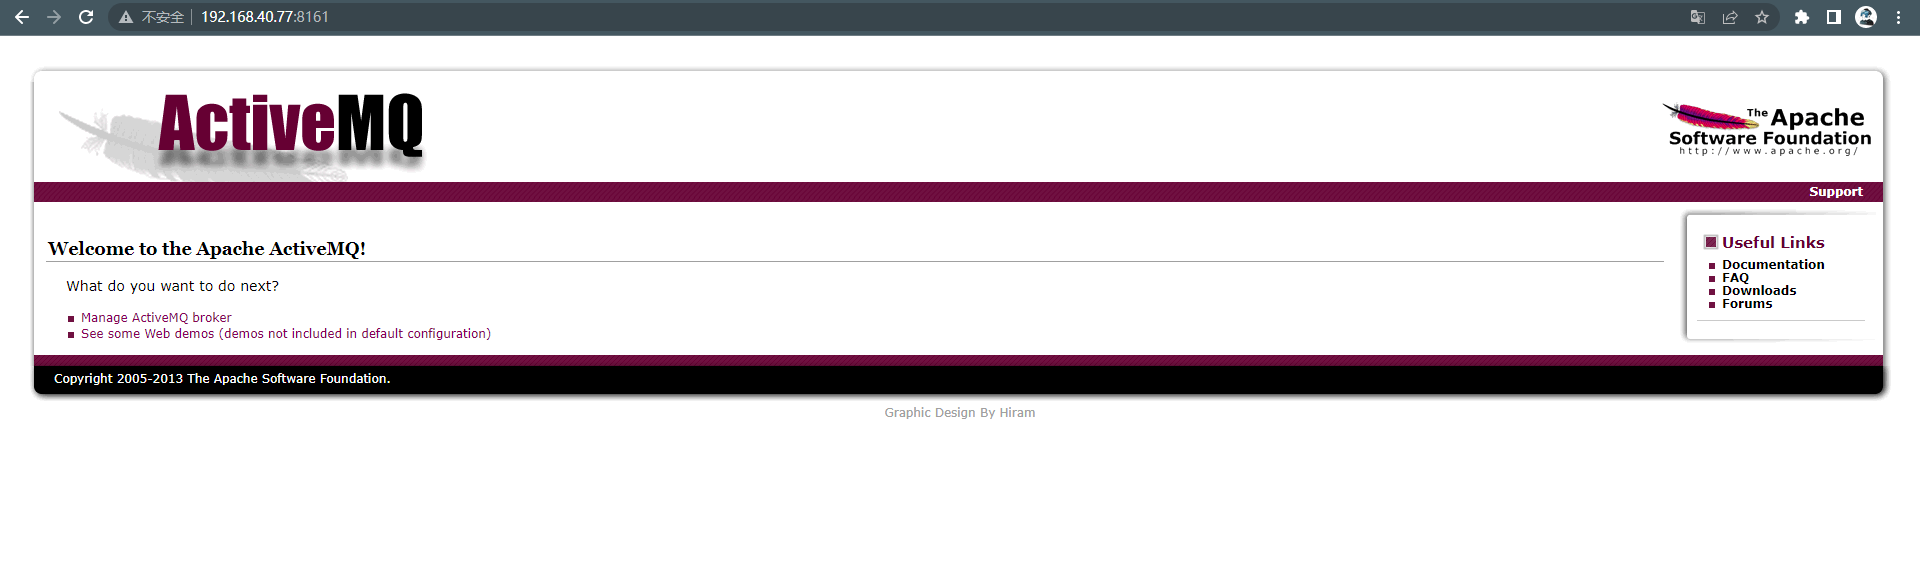 不安全 192.168.40.77:8161
ActiveMQ
The Apache
Software Foundation
http://www.apache.org/
Support
Welcome to the Apache ActiveMQ!
What do you want to do next?
Manage ActiveMQ broker
See some Web demos (demos not included in default configuration)
Useful Links
Documentation
FAQ
Downloads
Forums
Copyright 2005-2013 The Apache Software Foundation.
Graphic Design By Hiram